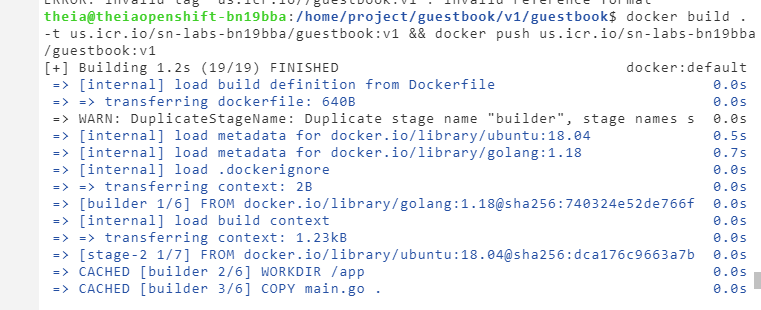 ERROR: invalid tag "us.icr.io//guestbook:v1": invalid reference format
theia@theiaopenshift-bn19bba:/home/project/guestbook/v1/guestbook$ docker build .
-t us.icr.io/sn-labs-bn19bba/guestbook:v1 && docker push us.icr.io/sn-labs-bn19bba
/guestbook:v1
[+] Building 1.2s (19/19) FINISHED docker:default
=> [internal] load build definition from Dockerfile 0.0s
=> => transferring dockerfile: 640B 0.0s
=> WARN: DuplicateStageName: Duplicate stage name "builder", stage names s 0.0s
=> [internal] load metadata for docker.io/library/ubuntu:18.04 0.5s
=> [internal] load metadata for docker.io/library/golang:1.18 0.7s
=> [internal] load .dockerignore 0.0s
=> => transferring context: 2B 0.0s
=> [builder 1/6] FROM docker.io/library/golang:1.18@sha256:740324e52de766f 0.0s
=> [internal] load build context 0.0s
=> => transferring context: 1.23kB 0.0s
=> [stage-2 1/7] FROM docker.io/library/ubuntu:18.04@sha256:dca176c9663a7b 0.0s
=> CACHED [builder 2/6] WORKDIR /app 0.0s
=> CACHED [builder 3/6] COPY main.go . 0.0s